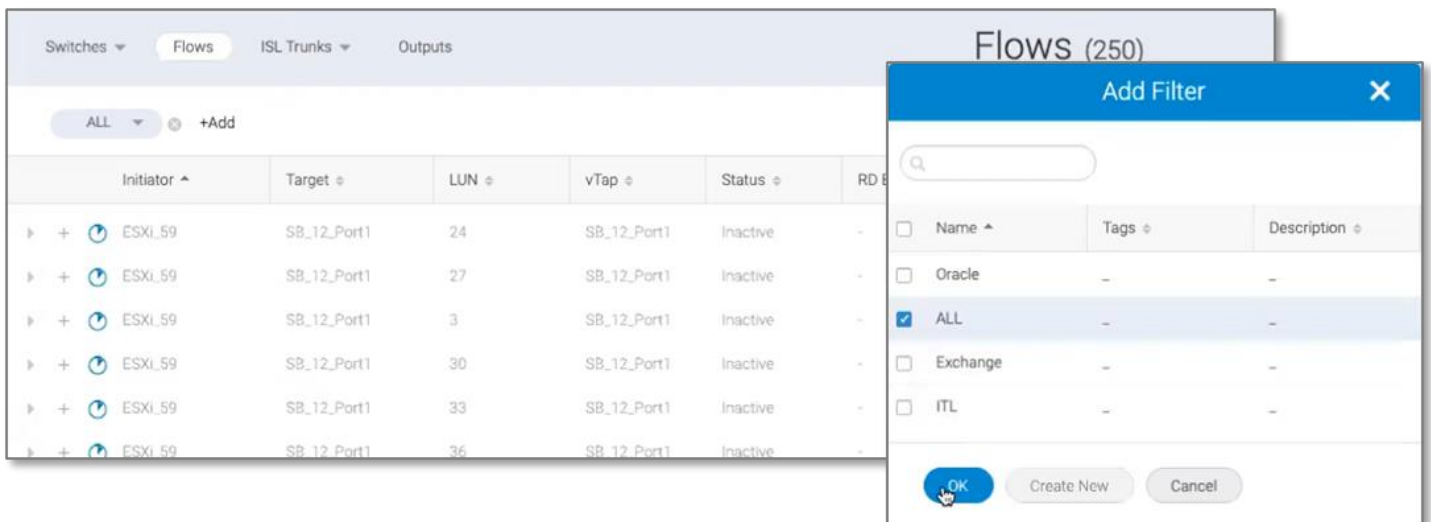 Switches Flows ISL Trunks Outputs Flows (250)
ALL +Add
Initiator Target LUN vTap Status RD
ESXi_59 SB_12_Port1 24 SB_12_Port1 Inactive -
ESXi_59 SB_12_Port1 27 SB_12_Port1 Inactive -
ESXi_59 SB_12_Port1 3 SB_12_Port1 Inactive -
ESXi_59 SB_12_Port1 30 SB_12_Port1 Inactive -
ESXi_59 SB_12_Port1 33 SB_12_Port1 Inactive -
ESXi_59 SB_12_Port1 36 SB_12_Port1 Inactive -
Add Filter
Name Tags Description
Oracle – –
ALL – –
Exchange – –
ITL – –
OK Create New Cancel